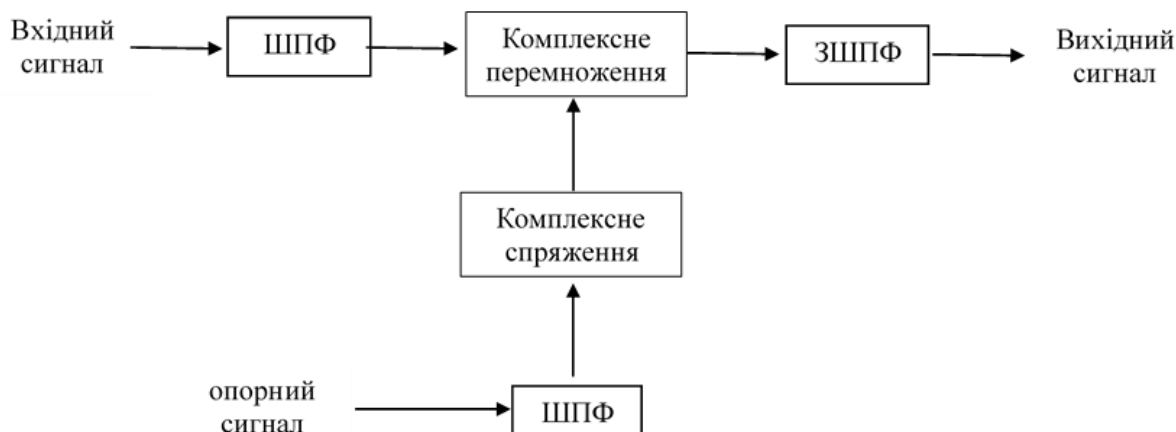 Вхідний
сигнал
ШПФ
Комплексне
перемноження
ЗШПФ
Вихідний
сигнал
Комплексне
спряження
опорний
сигнал
ШПФ